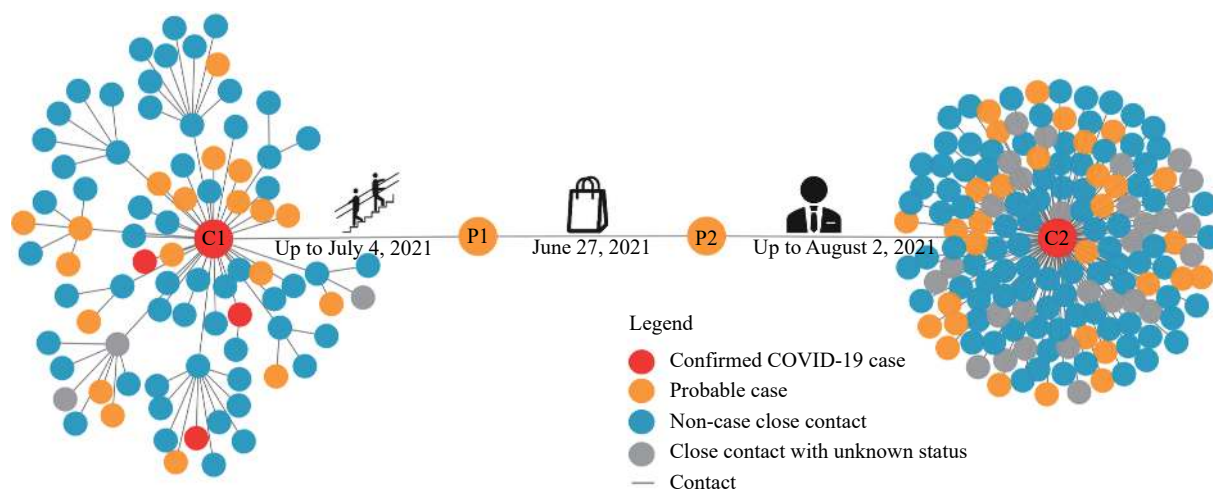 C1
Up to July 4, 2021
P1
June 27, 2021
P2
Up to August 2, 2021
C2
Legend
Confirmed COVID-19 case
Probable case
Non-case close contact
Close contact with unknown status
Contact